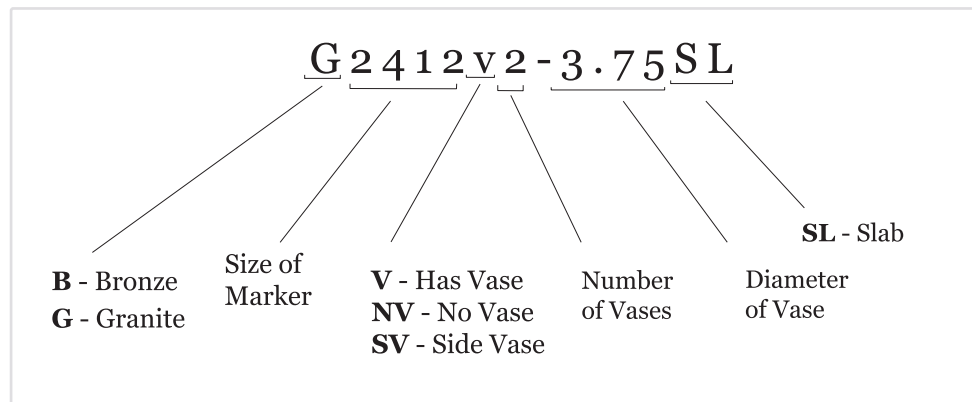 G2412v2-3.75SL
B - Bronze
G - Granite
Size of
Marker
V - Has Vase
NV - No Vase
SV - Side Vase
Number
of Vases
Diameter
of Vase
SL - Slab